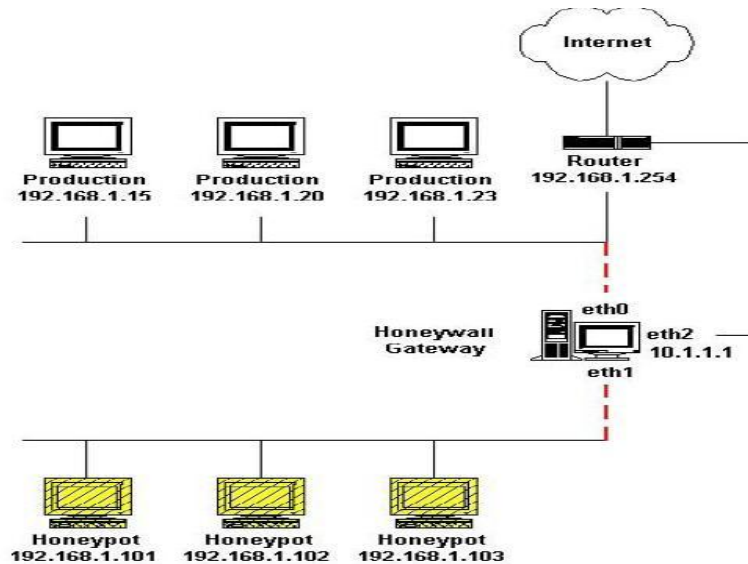 Internet
Production
192.168.1.15
Production
192.168.1.20
Production
192.168.1.23
Router
192.168.1.254
Honeywall
Gateway
eth0
eth2
10.1.1.1
eth1
Honeypot
192.168.1.101
Honeypot
192.168.1.102
Honeypot
192.168.1.103